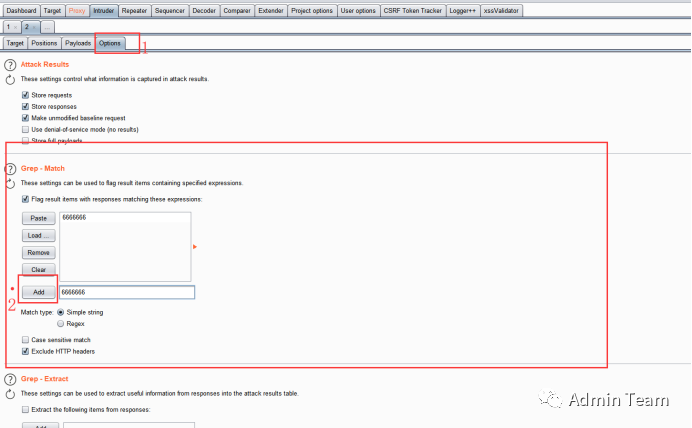 Dashboard Target Proxy Intruder Repeater Sequencer Decoder Comparer Extender Project options User options CSRF Token Tracker Logger++ xssValidator
1 × 2 × ...
Target Positions Payloads Options 1
? Attack Results
These settings control what information is captured in attack results.
Store requests
Store responses
Make unmodified baseline request
Use denial-of-service mode (no results)
Store full payloads
? Grep - Match
These settings can be used to flag result items containing specified expressions.
Flag result items with responses matching these expressions:
Paste 6666666
Load ...
Remove
Clear
Add 6666666
2
Match type: Simple string
Regex
Case sensitive match
Exclude HTTP headers
? Grep - Extract
These settings can be used to extract useful information from responses into the attack results table.
Extract the following items from responses:
Add
Admin Team